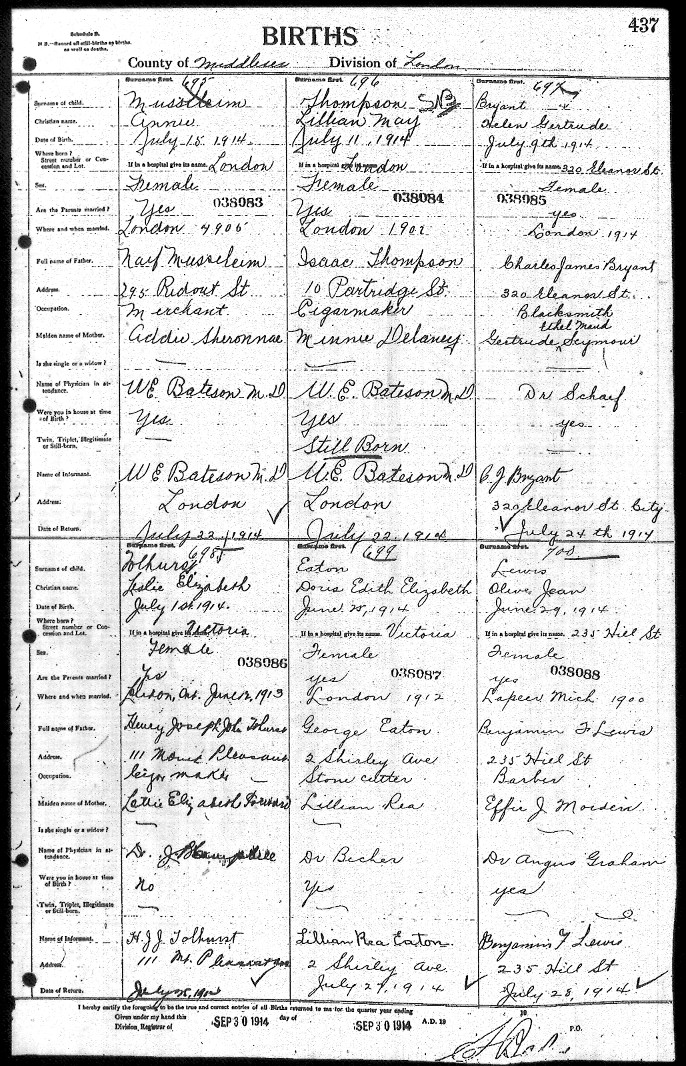 437
Schedule B.
N B.—Record all still-births as births, as well as deaths.
BIRTHS
County of Middlesex Division of London
Surname first. Surname first. Surname first.
695 696 697
Surname of child. Musseleim Thompson SB Bryant
Christian name. Annie Lillian May Helen Gertrude
Date of Birth. July 15 1914. July 11, 1914 July 9th 1914
Where born?
Street number or Concession and Lot. If in a hospital give its name. London If in a hospital give its name. London If in a hospital give its name. 320 Eleanor St.
Sex. Female Female Female
038983 038984 038985
Are the Parents married? Yes Yes yes
Where and when married. London 1905 London 1902 London 1914
Full name of Father. Naif Musseleim Isaac Thompson Charles James Bryant
Address. 295 Ridout St 10 Partridge St 320 Eleanor St.
Occupation. Merchant Cigarmaker Blacksmith
Ethel Maud
Maiden name of Mother. Addie Minnie Delaney Gertrude Seymour
Is she single or a widow? — — —
Name of Physician in attendance. W E Bateson M.D W. E. Bateson M.D Dr Schaef
Were you in house at time of Birth? Yes. Yes yes
Twin, Triplet, Illegitimate or Still-born. — Still Born —
Name of Informant. W E Bateson M.D W. E. Bateson M.D C. J Bryant
Address. London London 320 Eleanor St. City
Date of Return. July 22, 1914 July 22 1914 July 24th 1914
Surname first. Surname first. Surname first.
698 699 700
Surname of child. Tolhurst Eaton Lewis
Christian name. Leslie Elizabeth Doris Edith Elizabeth Olive Jean
Date of Birth. July 1st 1914. June 25, 1914 June 29, 1914
Where born?
Street number or Concession and Lot. If in a hospital give its name. Victoria If in a hospital give its name. Victoria If in a hospital give its name. 235 Hill St
Sex. Female Female Female
038986 038987 038088
Are the Parents married? Yes yes yes
Where and when married. Ont. June 12, 1913 London 1912 Lapeer Mich 1900
Full name of Father. Henry Joseph John Tolhurst George Eaton Benjamin F Lewis
Address. 111 Mount Pleasant 2 Shirley Ave 235 Hill St
Occupation. Cigar maker Stone cutter Barber
Maiden name of Mother. Lottie Elizabeth Lillian Rea Effie J Morden
Is she single or a widow? — — —
Name of Physician in attendance. Dr. J Dr Becher Dr Angus Graham
Were you in house at time of Birth? No Yes yes
Twin, Triplet, Illegitimate or Still-born. — — —
Name of Informant. H. J J. Tolhurst Lillian Rea Eaton Benjamin F Lewis
Address. 111 Mt. Pleasant Ave 2 Shirley Ave 235 Hill St
Date of Return. July 29, 1914 July 28, 1914
I hereby certify the foregoing to be the true and correct entries of all Births returned to me for the quarter year ending
Given under my hand this SEP 30 1914 day of SEP 30 1914 A.D. 19
Division, Registrar of P.O.